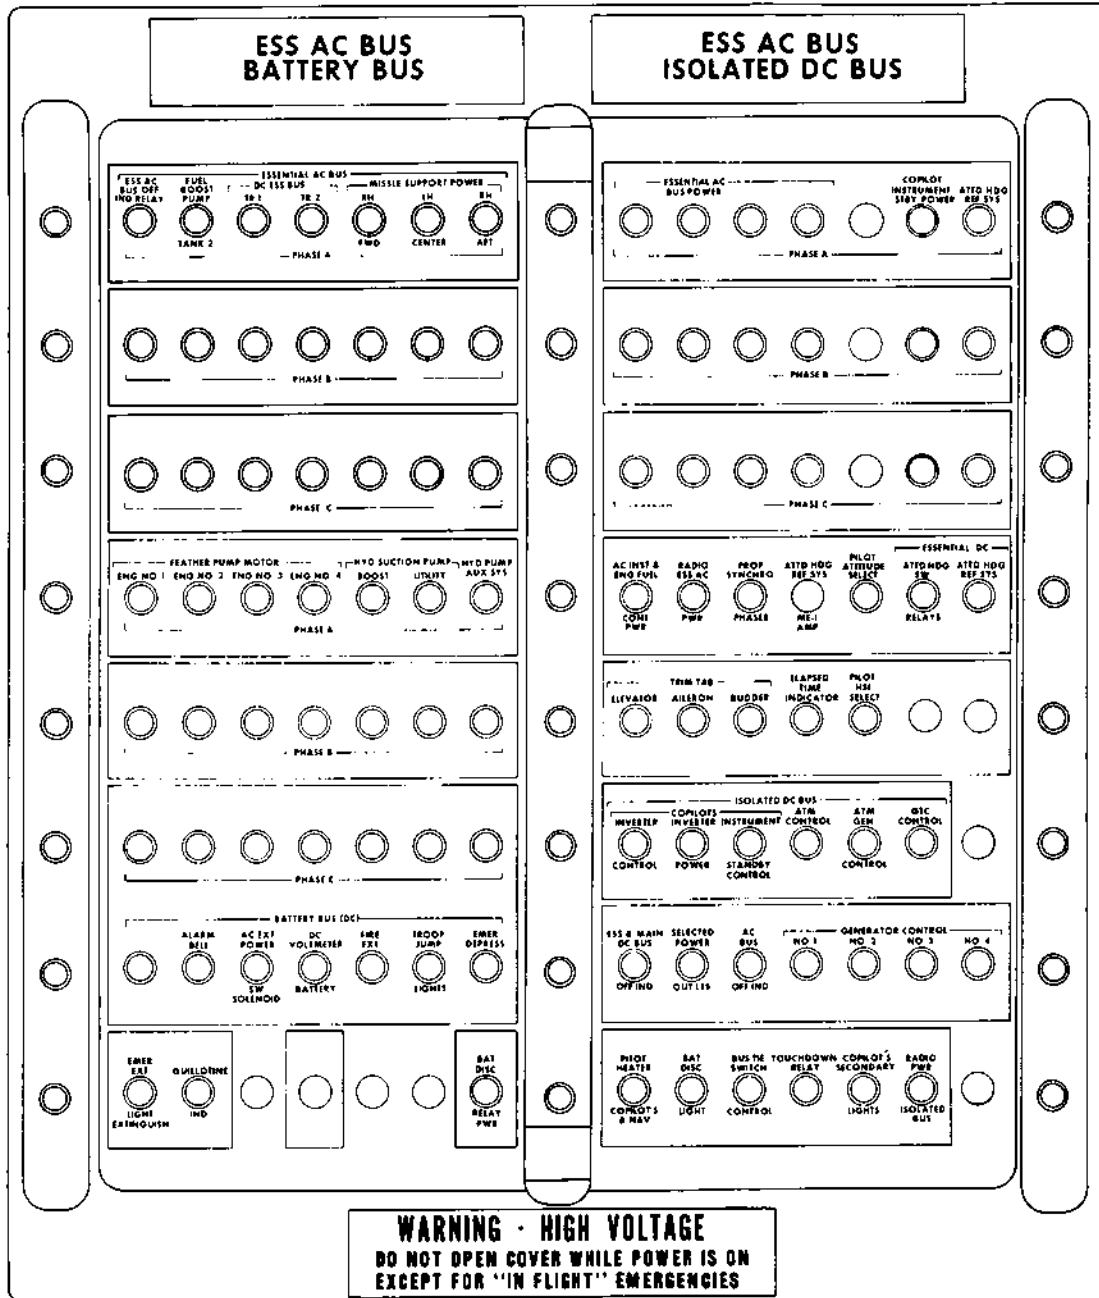 ESS AC BUS
BATTERY BUS
ESS AC BUS
ISOLATED DC BUS
ESSENTIAL AC BUS
ESS AC
BUS OFF
IND RELAY
FUEL
BOOST
PUMP
TANK 2
DC ESS BUS
TR 1
TR 2
MISSLE SUPPORT POWER
RH
FWD
LH
CENTER
RH
AFT
PHASE A
PHASE B
PHASE C
FEATHER PUMP MOTOR
ENG NO 1
ENG NO 2
ENG NO 3
ENG NO 4
HYD SUCTION PUMP
BOOST
UTILITY
HYD PUMP
AUX SYS
PHASE A
PHASE B
PHASE C
BATTERY BUS (DC)
ALARM
BELL
AC EXT
POWER
SW
SOLENOID
DC
VOLTMETER
BATTERY
FIRE
EXT
TROOP
JUMP
LIGHTS
EMER
DEPRESS
EMER
EXT
LIGHT
EXTINGUISH
GUILLOTINE
IND
BAT
DISC
RELAY
PWR
ESSENTIAL AC
BUS POWER
COPILOT
INSTRUMENT
STBY POWER
ATTD HDG
REF SYS
PHASE A
PHASE B
PHASE C
AC INST &
ENG FUEL
CONT
PWR
RADIO
ESS AC
PWR
PROP
SYNCHRO
PHASER
ATTD HDG
REF SYS
ME-1
AMP
PILOT
ATTITUDE
SELECT
ESSENTIAL DC
ATTD HDG
SW
RELAYS
ATTD HDG
REF SYS
TRIM TAB
ELEVATOR
AILERON
RUDDER
ELAPSED
TIME
INDICATOR
PILOT
HSI
SELECT
ISOLATED DC BUS
INVERTER
CONTROL
COPILOTS
INVERTER
POWER
INSTRUMENT
STANDBY
CONTROL
ATM
CONTROL
ATM
GEN
CONTROL
GTC
CONTROL
ESS & MAIN
DC BUS
OFF IND
SELECTED
POWER
OUTLTS
AC
BUS
OFF IND
GENERATOR CONTROL
NO 1
NO 2
NO 3
NO 4
PITOT
HEATER
COPILOT'S
& NAV
BAT
DISC
LIGHT
BUS TIE
SWITCH
CONTROL
TOUCHDOWN
RELAY
COPILOT'S
SECONDARY
LIGHTS
RADIO
PWR
ISOLATED
BUS
WARNING - HIGH VOLTAGE
DO NOT OPEN COVER WHILE POWER IS ON
EXCEPT FOR "IN FLIGHT" EMERGENCIES